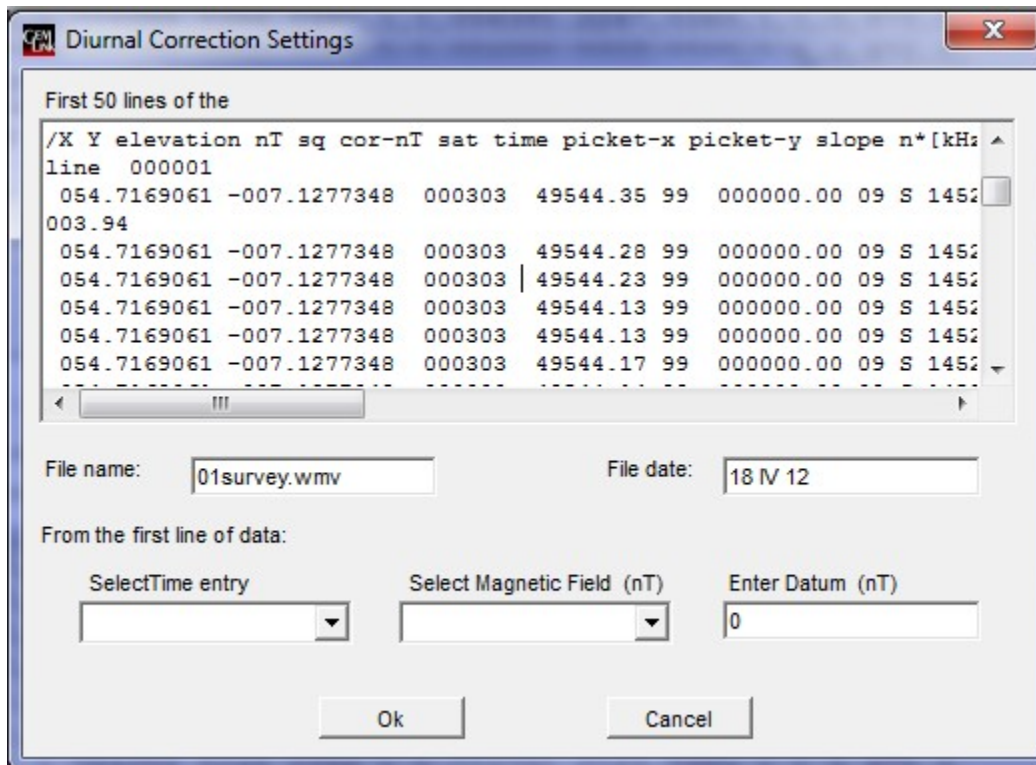 Diurnal Correction Settings
First 50 lines of the
/X Y elevation nT sq cor-nT sat time picket-x picket-y slope n*[kHz
line 000001
054.7169061 -007.1277348 000303 49544.35 99 000000.00 09 S 1452
003.94
054.7169061 -007.1277348 000303 49544.28 99 000000.00 09 S 1452
054.7169061 -007.1277348 000303 49544.23 99 000000.00 09 S 1452
054.7169061 -007.1277348 000303 49544.13 99 000000.00 09 S 1452
054.7169061 -007.1277348 000303 49544.13 99 000000.00 09 S 1452
054.7169061 -007.1277348 000303 49544.17 99 000000.00 09 S 1452
File name: 01survey.wmv File date: 18 IV 12
From the first line of data:
SelectTime entry Select Magnetic Field (nT) Enter Datum (nT)
0
Ok Cancel